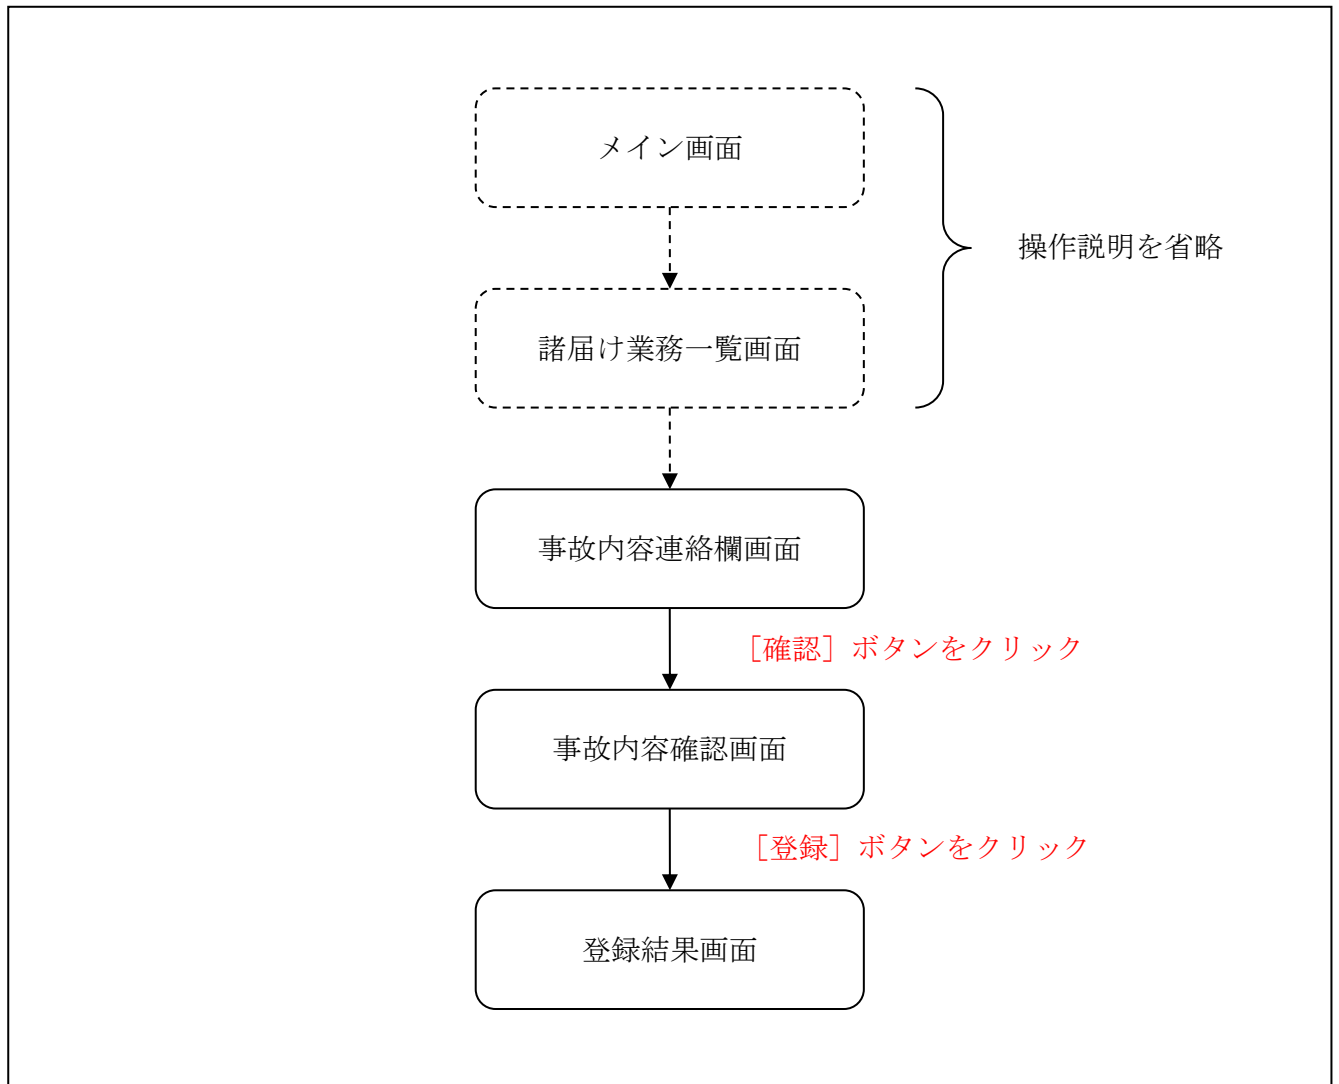 メイン画面
操作説明を省略
諸届け業務一覧画面
事故内容連絡欄画面
［確認］ボタンをクリック
事故内容確認画面
［登録］ボタンをクリック
登録結果画面